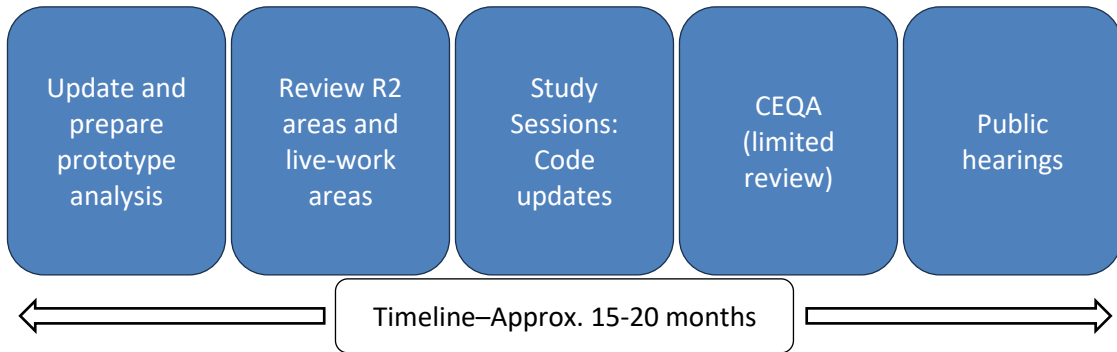 Update and
prepare
prototype
analysis
Review R2
areas and
live-work
areas
Study
Sessions:
Code
updates
CEQA
(limited
review)
Public
hearings
Timeline–Approx. 15-20 months